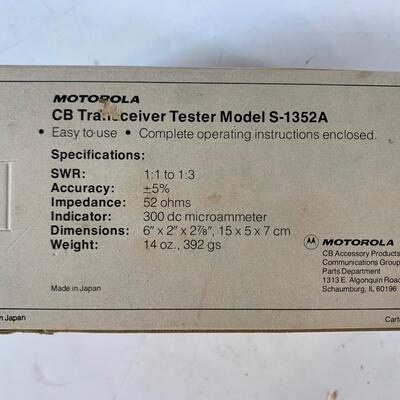 MOTOROLA
CB Transceiver Tester Model S-1352A
• Easy to use • Complete operating instructions enclosed.
Specifications:
SWR: 1:1 to 1:3
Accuracy: ±5%
Impedance: 52 ohms
Indicator: 300 dc microammeter
Dimensions: 6" x 2" x 2⅞", 15 x 5 x 7 cm
Weight: 14 oz., 392 gs
MOTOROLA
CB Accessory Products
Communications Group
Parts Department
1313 E. Algonquin Road
Schaumburg, IL 60196
Made in Japan
n Japan
Carto